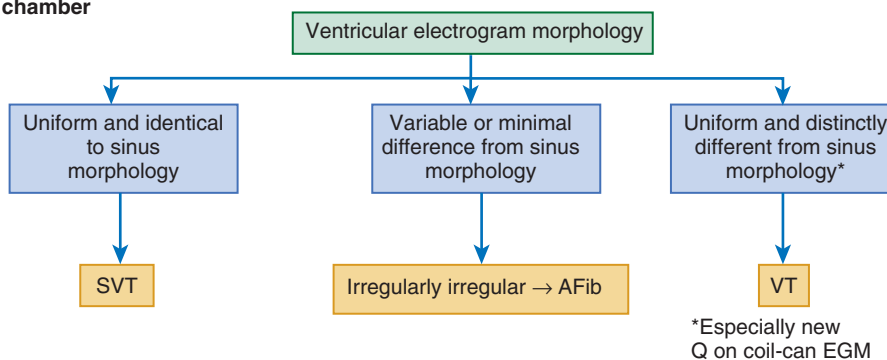 chamber
Ventricular electrogram morphology
Uniform and identical
to sinus
morphology
Variable or minimal
difference from sinus
morphology
Uniform and distinctly
different from sinus
morphology*
SVT
Irregularly irregular → AFib
VT
*Especially new
Q on coil-can EGM